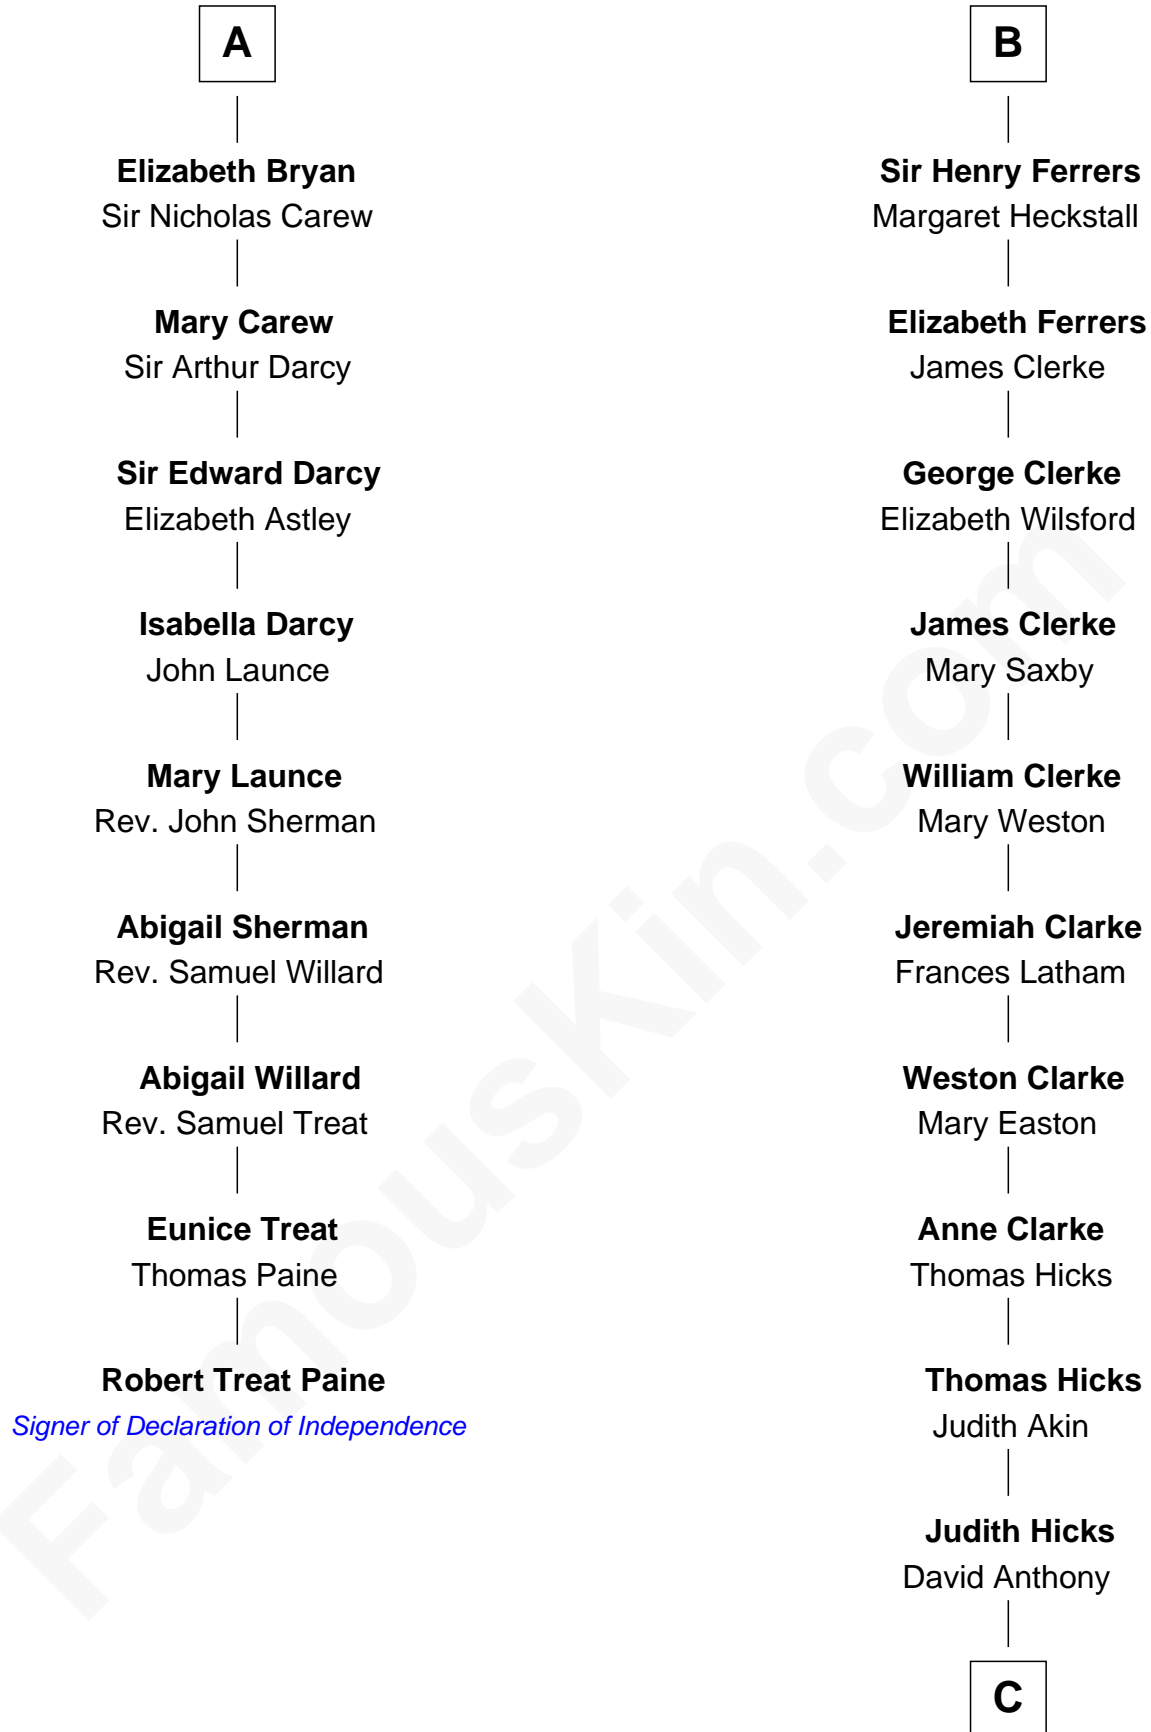 A
Elizabeth Bryan
Sir Nicholas Carew
Mary Carew
Sir Arthur Darcy
Sir Edward Darcy
Elizabeth Astley
Isabella Darcy
John Launce
Mary Launce
Rev. John Sherman
Abigail Sherman
Rev. Samuel Willard
Abigail Willard
Rev. Samuel Treat
Eunice Treat
Thomas Paine
Robert Treat Paine
Signer of Declaration of Independence
B
Sir Henry Ferrers
Margaret Heckstall
Elizabeth Ferrers
James Clerke
George Clerke
Elizabeth Wilsford
James Clerke
Mary Saxby
William Clerke
Mary Weston
Jeremiah Clarke
Frances Latham
Weston Clarke
Mary Easton
Anne Clarke
Thomas Hicks
Thomas Hicks
Judith Akin
Judith Hicks
David Anthony
C
FamousKin.com